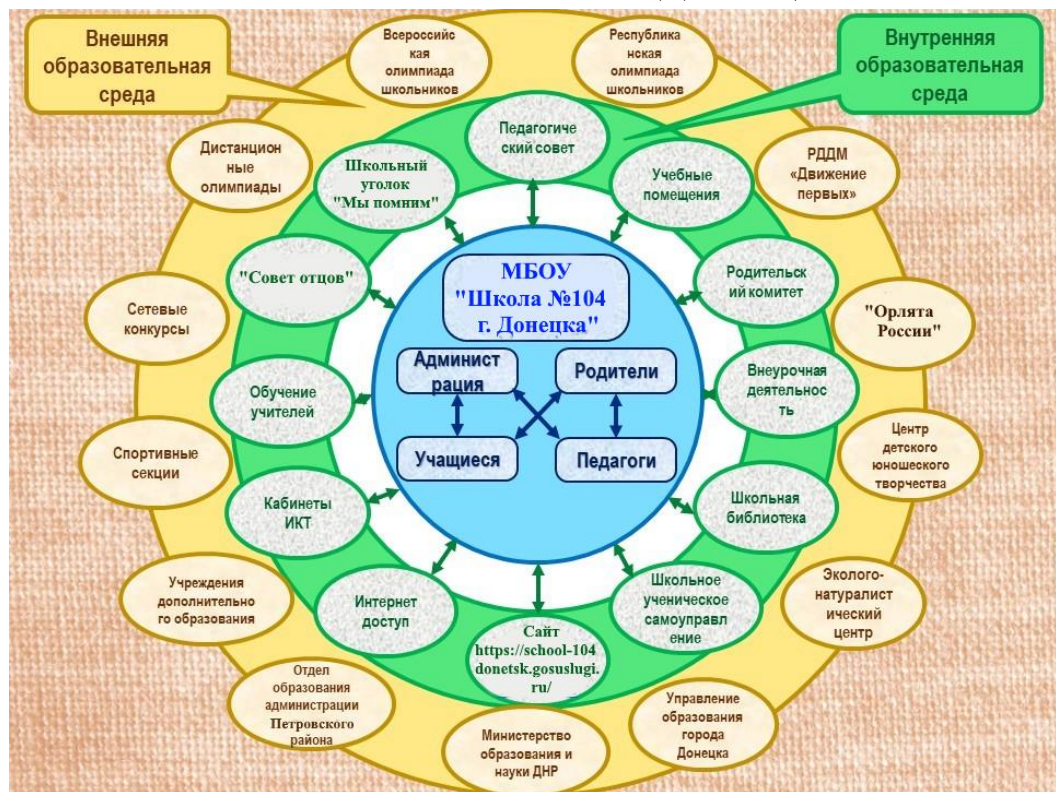 Внешняя
образовательная
среда
Всероссийс
кая
олимпиада
школьников
Республика
нская
олимпиада
школьников
Внутренняя
образовательная
среда
Дистанцион
ные
олимпиады
Школьный
уголок
"Мы помним"
Педагогиче
ский совет
Учебные
помещения
РДДМ
«Движение
первых»
"Совет отцов"
Родительск
ий комитет
Сетевые
конкурсы
"Орлята
России"
МБОУ
"Школа №104
г. Донецка"
Админист
рация
Родители
Учащиеся
Педагоги
Обучение
учителей
Внеурочная
деятельнос
ть
Спортивные
секции
Центр
детского
юношеского
творчества
Кабинеты
ИКТ
Школьная
библиотека
Учреждения
дополнительно
го образования
Интернет
доступ
Сайт
https://school-104
donetsk.gosuslugi.
ru/
Школьное
ученическое
самоуправл
ение
Эколого-
натуралист
ический
центр
Отдел
образования
администрации
Петровского
района
Министерство
образования и
науки ДНР
Управление
образования
города
Донецка